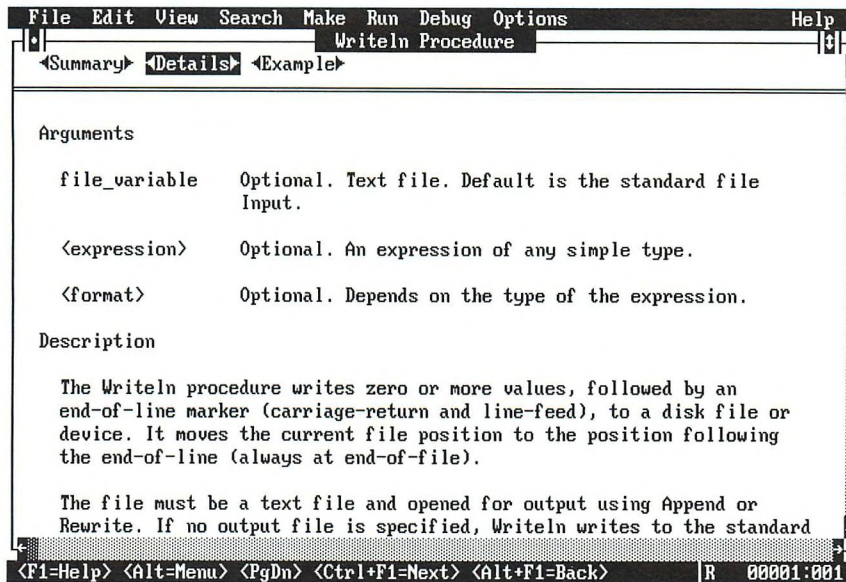 File Edit View Search Make Run Debug Options Help
Writeln Procedure
◄Summary► ◄Details► ◄Example►
Arguments
file_variable Optional. Text file. Default is the standard file
Input.
<expression> Optional. An expression of any simple type.
<format> Optional. Depends on the type of the expression.
Description
The Writeln procedure writes zero or more values, followed by an
end-of-line marker (carriage-return and line-feed), to a disk file or
device. It moves the current file position to the position following
the end-of-line (always at end-of-file).
The file must be a text file and opened for output using Append or
Rewrite. If no output file is specified, Writeln writes to the standard
<F1=Help> <Alt=Menu> <PgDn> <Ctrl+F1=Next> <Alt+F1=Back> R 00001:001